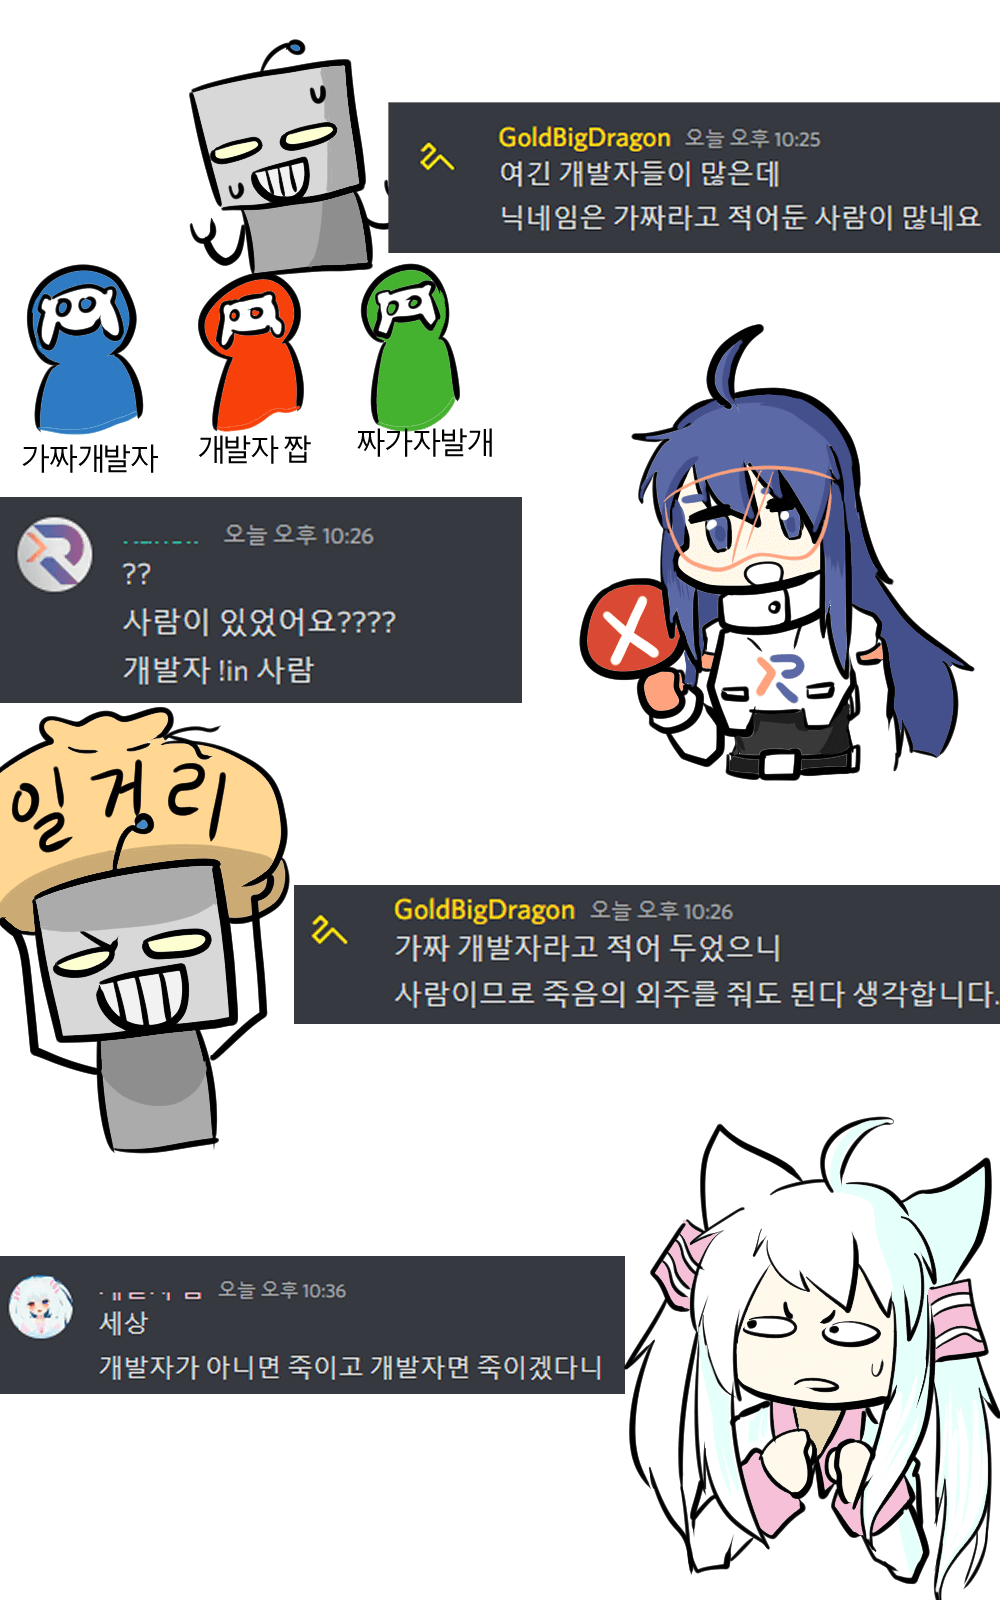 GoldBigDragon 오늘 오후 10:25
여긴 개발자들이 많은데
닉네임은 가짜라고 적어둔 사람이 많네요
가짜개발자
개발자 짭
짜가자발개
오늘 오후 10:26
??
사람이 있었어요????
개발자 !in 사람
일거리
GoldBigDragon 오늘 오후 10:26
가짜 개발자라고 적어 두었으니
사람이므로 죽음의 외주를 줘도 된다 생각합니다.
오늘 오후 10:36
세상
개발자가 아니면 죽이고 개발자면 죽이겠다니